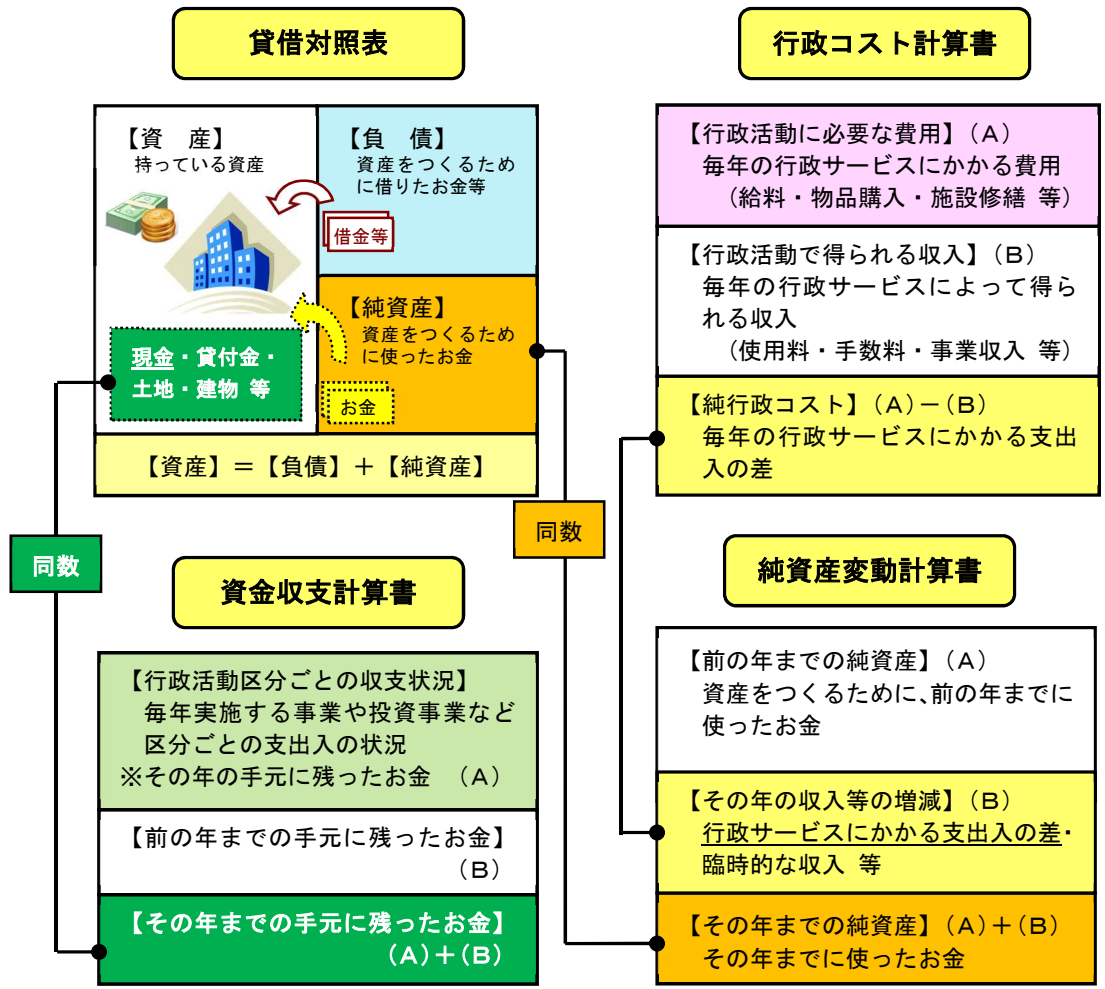 貸借対照表
【資　産】
持っている資産
【負　債】
資産をつくるため
に借りたお金等
借金等
【純資産】
資産をつくるため
に使ったお金
お金
現金・貸付金・
土地・建物 等
【資産】＝【負債】＋【純資産】
同数
同数
資金収支計算書
【行政活動区分ごとの収支状況】
毎年実施する事業や投資事業など
区分ごとの支出入の状況
※その年の手元に残ったお金　（Ａ）
【前の年までの手元に残ったお金】
（Ｂ）
【その年までの手元に残ったお金】
（Ａ）＋（Ｂ）
行政コスト計算書
【行政活動に必要な費用】（Ａ）
毎年の行政サービスにかかる費用
（給料・物品購入・施設修繕 等）
【行政活動で得られる収入】（Ｂ）
毎年の行政サービスによって得ら
れる収入
（使用料・手数料・事業収入 等）
【純行政コスト】（Ａ）－（Ｂ）
毎年の行政サービスにかかる支出
入の差
純資産変動計算書
【前の年までの純資産】（Ａ）
資産をつくるために、前の年までに
使ったお金
【その年の収入等の増減】（Ｂ）
行政サービスにかかる支出入の差・
臨時的な収入 等
【その年までの純資産】（Ａ）＋（Ｂ）
その年までに使ったお金